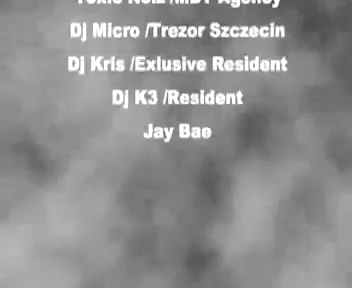 Dj Micro /Trezor Szczecin
Dj Kris /Exlusive Resident
Dj K3 /Resident
Jay Bae